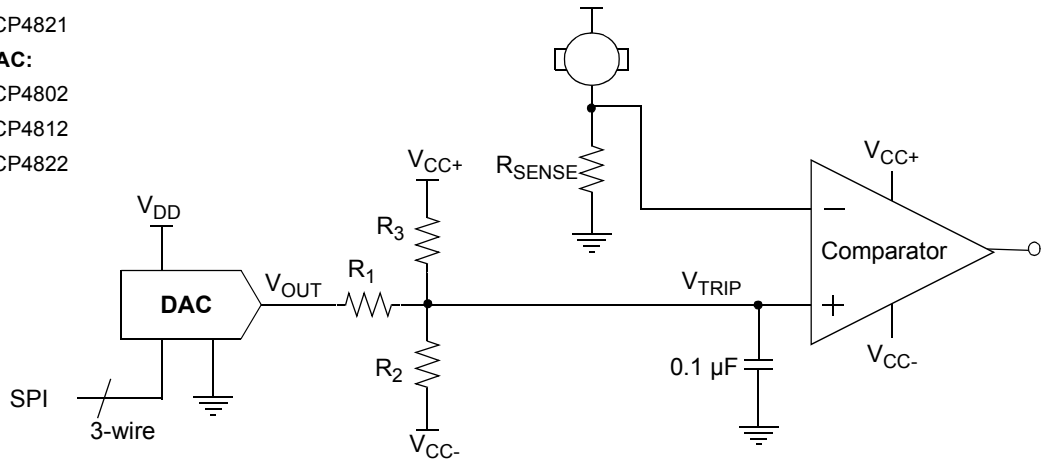 CP4821
AC:
CP4802
CP4812
CP4822
VDD
VCC+
RSENSE
VCC+
R3
Comparator
−
+
DAC
VOUT
R1
VTRIP
R2
0.1 µF
VCC-
SPI
3-wire
VCC-